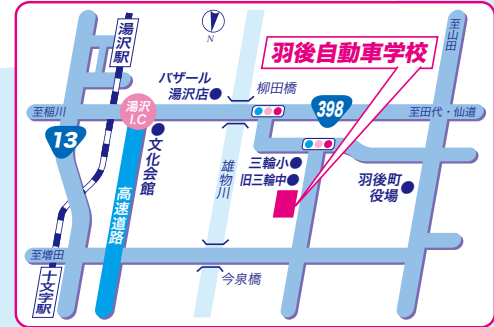 湯沢駅
N
至山田
羽後自動車学校
バザール
湯沢店
柳田橋
至稲川
湯沢
I.C
398
至田代・仙道
13
文化会館
雄物川
三輪小
旧三輪中
羽後町
役場
高速道路
至増田
今泉橋
十文字駅